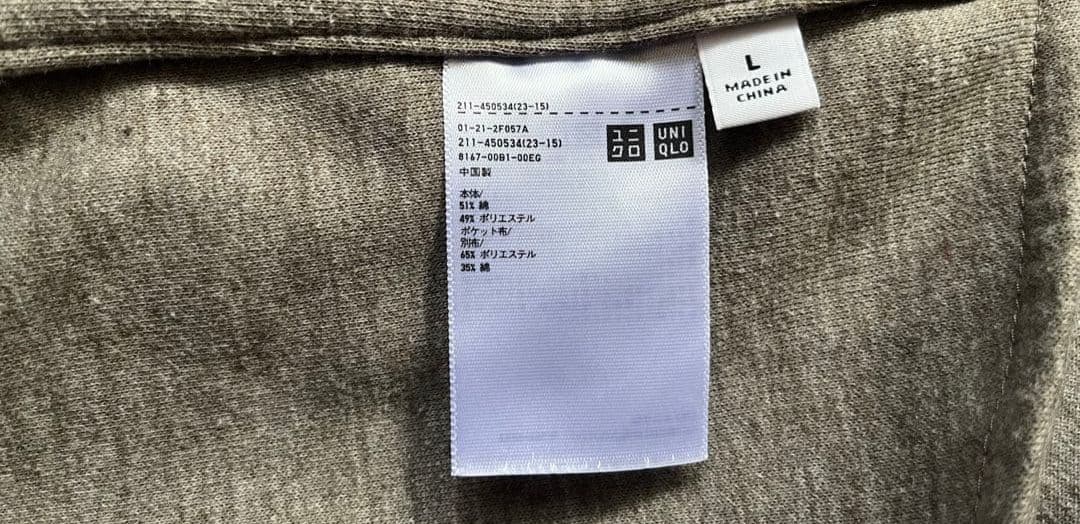 211-450534(23-15)
01-21-2F057A
211-450534(23-15)
8167-00B1-00EG
中国製
本体/
51% 綿
49% ポリエステル
ポケット布/
別布/
65% ポリエステル
35% 綿
ユニ
クロ
UNI
QLO
L
MADE IN
CHINA